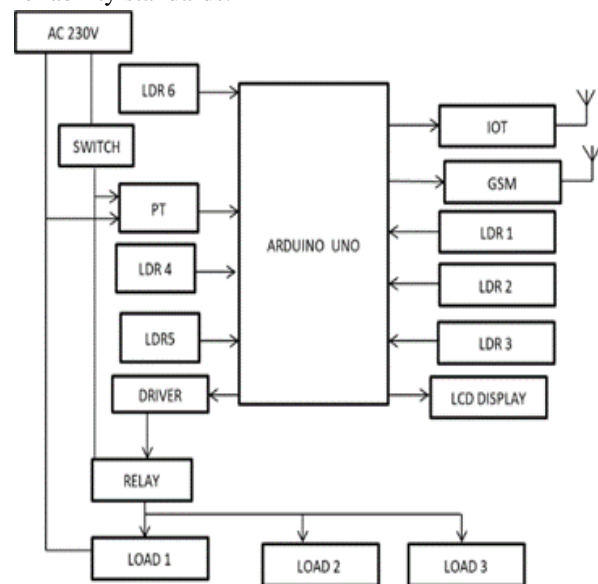 AC 230V
LDR 6
IOT
SWITCH
GSM
PT
LDR 1
ARDUINO UNO
LDR 4
LDR 2
LDR5
LDR 3
DRIVER
LCD DISPLAY
RELAY
LOAD 1
LOAD 2
LOAD 3